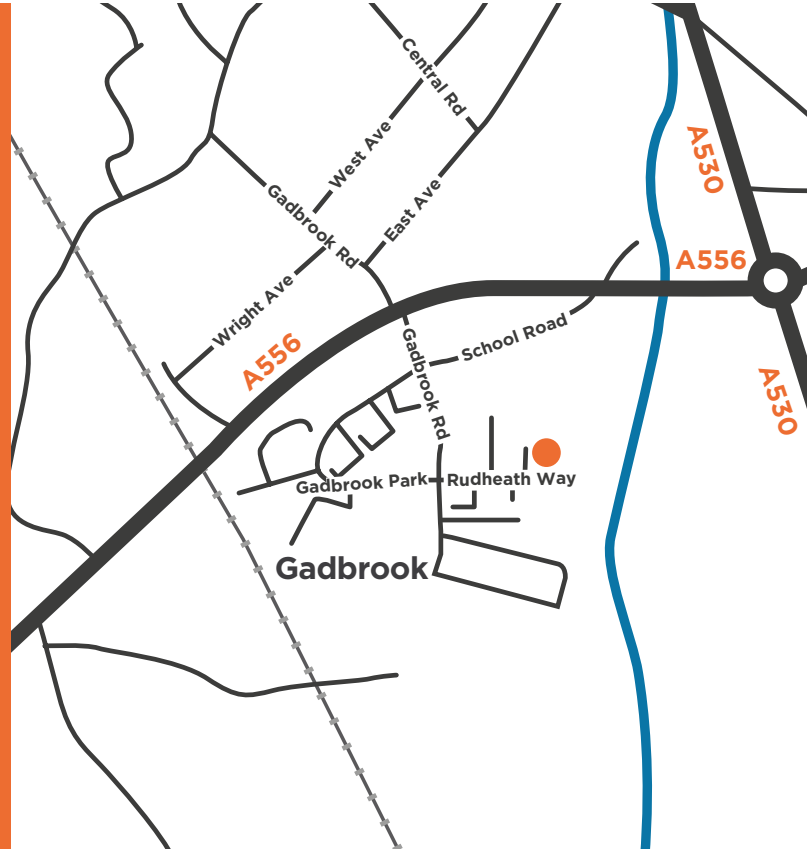 Central Rd
West Ave
A530
Gadbrook Rd
East Ave
A556
Wright Ave
School Road
A556
Gadbrook Rd
A530
Gadbrook Park
Rudheath Way
Gadbrook